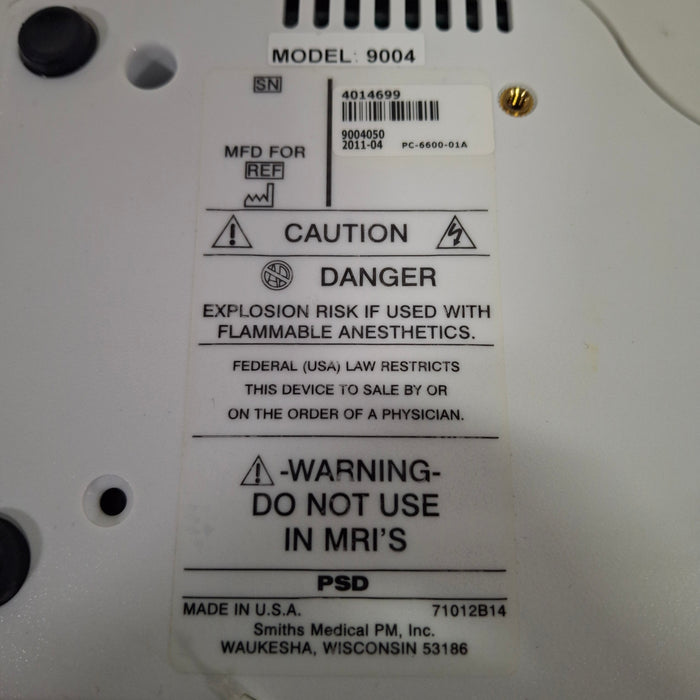 MODEL: 9004
SN
4014699
9004050
2011-04 PC-6600-01A
MFD FOR
REF
CAUTION
DANGER
EXPLOSION RISK IF USED WITH
FLAMMABLE ANESTHETICS.
FEDERAL (USA) LAW RESTRICTS
THIS DEVICE TO SALE BY OR
ON THE ORDER OF A PHYSICIAN.
-WARNING-
DO NOT USE
IN MRI'S
PSD
MADE IN U.S.A. 71012B14
Smiths Medical PM, Inc.
WAUKESHA, WISCONSIN 53186